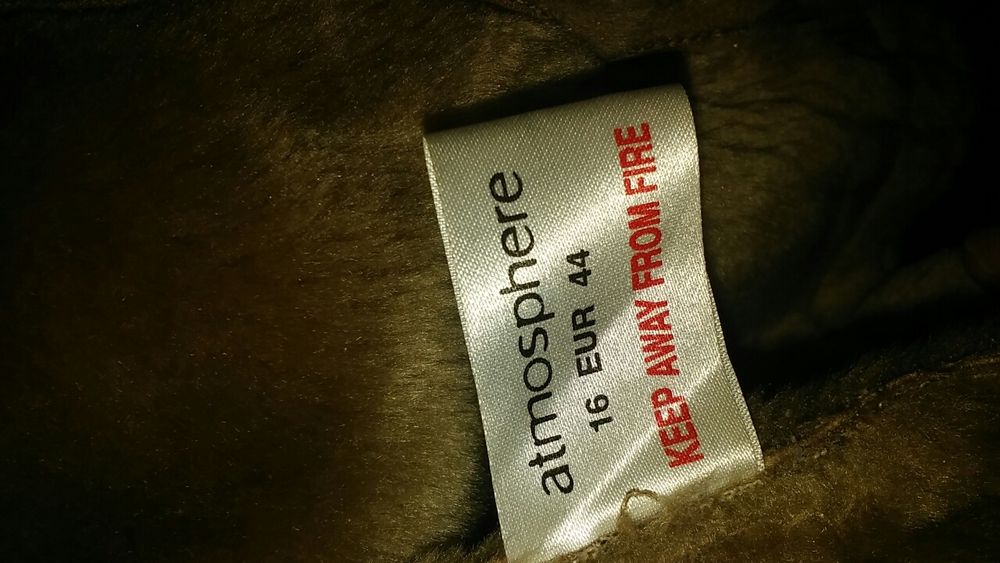 atmosphere
16 EUR 44
KEEP AWAY FROM FIRE